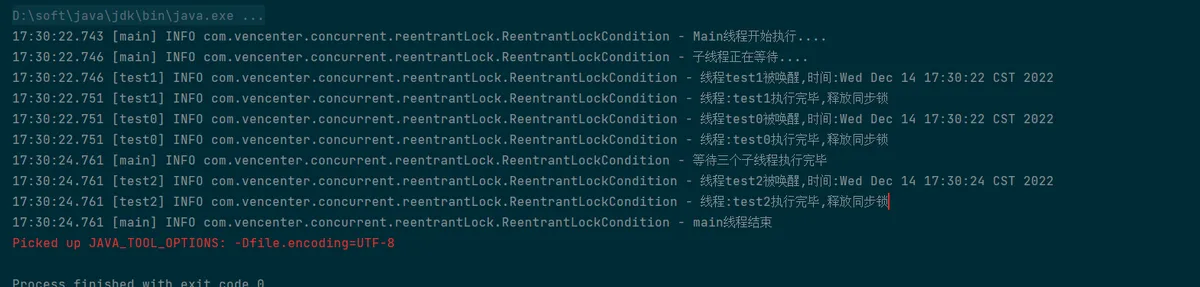 D:\soft\java\jdk\bin\java.exe ...
17:30:22.743 [main] INFO com.vencenter.concurrent.reentrantLock.ReentrantLockCondition - Main线程开始执行....
17:30:22.746 [main] INFO com.vencenter.concurrent.reentrantLock.ReentrantLockCondition - 子线程正在等待....
17:30:22.746 [test1] INFO com.vencenter.concurrent.reentrantLock.ReentrantLockCondition - 线程test1被唤醒,时间:Wed Dec 14 17:30:22 CST 2022
17:30:22.751 [test1] INFO com.vencenter.concurrent.reentrantLock.ReentrantLockCondition - 线程:test1执行完毕,释放同步锁
17:30:22.751 [test0] INFO com.vencenter.concurrent.reentrantLock.ReentrantLockCondition - 线程test0被唤醒,时间:Wed Dec 14 17:30:22 CST 2022
17:30:22.751 [test0] INFO com.vencenter.concurrent.reentrantLock.ReentrantLockCondition - 线程:test0执行完毕,释放同步锁
17:30:24.761 [main] INFO com.vencenter.concurrent.reentrantLock.ReentrantLockCondition - 等待三个子线程执行完毕
17:30:24.761 [test2] INFO com.vencenter.concurrent.reentrantLock.ReentrantLockCondition - 线程test2被唤醒,时间:Wed Dec 14 17:30:24 CST 2022
17:30:24.761 [test2] INFO com.vencenter.concurrent.reentrantLock.ReentrantLockCondition - 线程:test2执行完毕,释放同步锁
17:30:24.761 [main] INFO com.vencenter.concurrent.reentrantLock.ReentrantLockCondition - main线程结束
Picked up JAVA_TOOL_OPTIONS: -Dfile.encoding=UTF-8
Process finished with exit code 0